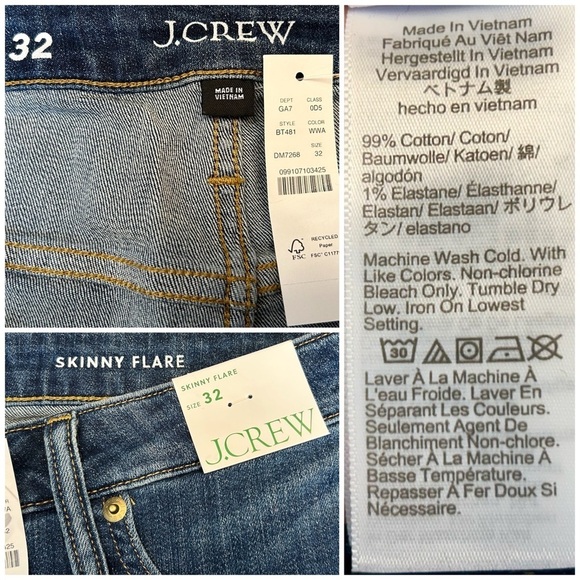 32
J.CREW
MADE IN
VIETNAM
DEPT CLASS
GA7 0D5
STYLE COLOR
BT481 WWA
SIZE
DM7268 32
099107103425
RECYCLED
Paper
FSC
FSC® C1177
SKINNY FLARE
SKINNY FLARE
SIZE 32
J.CREW
Made In Vietnam
Fabriqué Au Viêt Nam
Hergestellt In Vietnam
Vervaardigd In Vietnam
ベトナム製
hecho en vietnam
99% Cotton/ Coton/
Baumwolle/ Katoen/ 綿/
algodón
1% Elastane/ Élasthanne/
Elastan/ Elastaan/ ポリウレ
タン/ elastano
Machine Wash Cold. With
Like Colors. Non-chlorine
Bleach Only. Tumble Dry
Low. Iron On Lowest
Setting.
30
Laver À La Machine À
L'eau Froide. Laver En
Séparant Les Couleurs.
Seulement Agent De
Blanchiment Non-chlore.
Sécher À La Machine À
Basse Température.
Repasser À Fer Doux Si
Nécessaire.